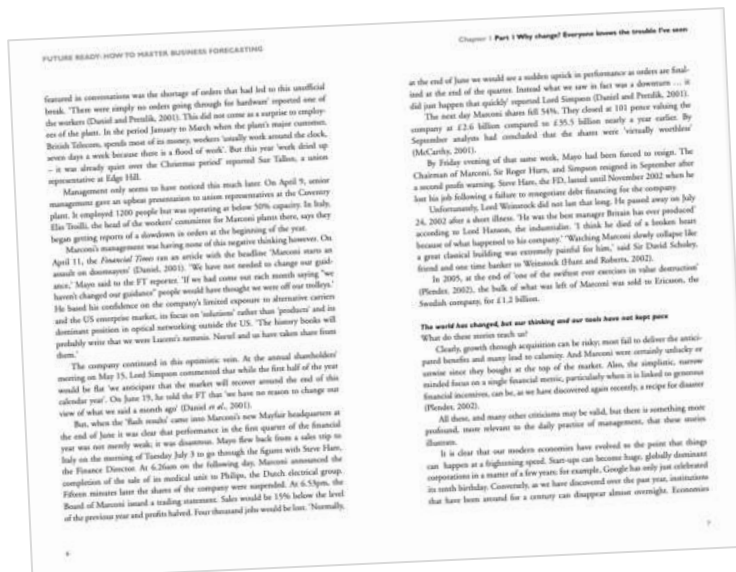 FUTURE READY: HOW TO MASTER BUSINESS FORECASTING
featured in conversations was the shortage of orders that had led to this unofficial
break. 'There were simply no orders going through for hardware' reported one of
the workers (Daniel and Pretzlik, 2001). This did not come as a surprise to employ-
ees of the plant. In the period January to March when the plant's major customer,
British Telecom, spends most of its money, workers 'usually work around the clock,
seven days a week because there is a flood of work'. But this year 'work dried up
– it was already quiet over the Christmas period' reported Sue Tallon, a union
representative at Edge Hill.
Management only seems to have noticed this much later. On April 9, senior
management gave an upbeat presentation to union representatives at the Coventry
plant. It employed 1200 people but was operating at below 50% capacity. In Italy,
Elio Troilli, the head of the workers' committee for Marconi plants there, says they
began getting reports of a slowdown in orders at the beginning of the year.
Marconi's management was having none of this negative thinking however. On
April 11, the Financial Times ran an article with the headline 'Marconi starts an
assault on doomsayers' (Daniel, 2001). 'We have not needed to change our guid-
ance,' Mayo said to the FT reporter. 'If we had come out each month saying "we
haven't changed our guidance" people would have thought we were off our trolleys.'
He based his confidence on the company's limited exposure to alternative carriers
and the US enterprise market, its focus on 'solutions' rather than 'products' and its
dominant position in optical networking outside the US. 'The history books will
probably write that we were Lucent's nemesis. Nortel and us have taken share from
them.'
The company continued in this optimistic vein. At the annual shareholders'
meeting on May 15, Lord Simpson commented that while the first half of the year
would be flat 'we anticipate that the market will recover around the end of this
calendar year'. On June 19, he told the FT that 'we have no reason to change our
view of what we said a month ago' (Daniel et al., 2001).
But, when the 'flash results' came into Marconi's new Mayfair headquarters at
the end of June it was clear that performance in the first quarter of the financial
year was not merely weak; it was disastrous. Mayo flew back from a sales trip to
Italy on the morning of Tuesday July 3 to go through the figures with Steve Hare,
the Finance Director. At 6.26am on the following day, Marconi announced the
completion of the sale of its medical unit to Philips, the Dutch electrical group.
Fifteen minutes later the shares of the company were suspended. At 6.53pm, the
Board of Marconi issued a trading statement. Sales would be 15% below the level
of the previous year and profits halved. Four thousand jobs would be lost. 'Normally,
6
Chapter 1 Part 1 Why change? Everyone knows the trouble I've seen
at the end of June we would see a sudden uptick in performance as orders are final-
ized at the end of the quarter. Instead what we saw in fact was a downturn ... it
did just happen that quickly' reported Lord Simpson (Daniel and Pretzlik, 2001).
The next day Marconi shares fell 54%. They closed at 101 pence valuing the
company at £2.6 billion compared to £35.5 billion nearly a year earlier. By
September analysts had concluded that the shares were 'virtually worthless'
(McCarthy, 2001).
By Friday evening of that same week, Mayo had been forced to resign. The
Chairman of Marconi, Sir Roger Hurn, and Simpson resigned in September after
a second profit warning. Steve Hare, the FD, lasted until November 2002 when he
lost his job following a failure to renegotiate debt financing for the company.
Unfortunately, Lord Weinstock did not last that long. He passed away on July
24, 2002 after a short illness. 'He was the best manager Britain has ever produced'
according to Lord Hanson, the industrialist. 'I think he died of a broken heart
because of what happened to his company.' 'Watching Marconi slowly collapse like
a great classical building was extremely painful for him,' said Sir David Scholey,
friend and one time banker to Weinstock (Hunt and Roberts, 2002).
In 2005, at the end of 'one of the swiftest ever exercises in value destruction'
(Plender, 2002), the bulk of what was left of Marconi was sold to Ericsson, the
Swedish company, for £1.2 billion.
The world has changed, but our thinking and our tools have not kept pace
What do these stories teach us?
Clearly, growth through acquisition can be risky; most fail to deliver the antici-
pated benefits and many lead to calamity. And Marconi were certainly unlucky or
unwise since they bought at the top of the market. Also, the simplistic, narrow
minded focus on a single financial metric, particularly when it is linked to generous
financial incentives, can be, as we have discovered again recently, a recipe for disaster
(Plender, 2002).
All these, and many other criticisms may be valid, but there is something more
profound, more relevant to the daily practice of management, that these stories
illustrate.
It is clear that our modern economies have evolved to the point that things
can happen at a frightening speed. Start-ups can become huge, globally dominant
corporations in a matter of a few years; for example, Google has only just celebrated
its tenth birthday. Conversely, as we have discovered over the past year, institutions
that have been around for a century can disappear almost overnight. Economies
7